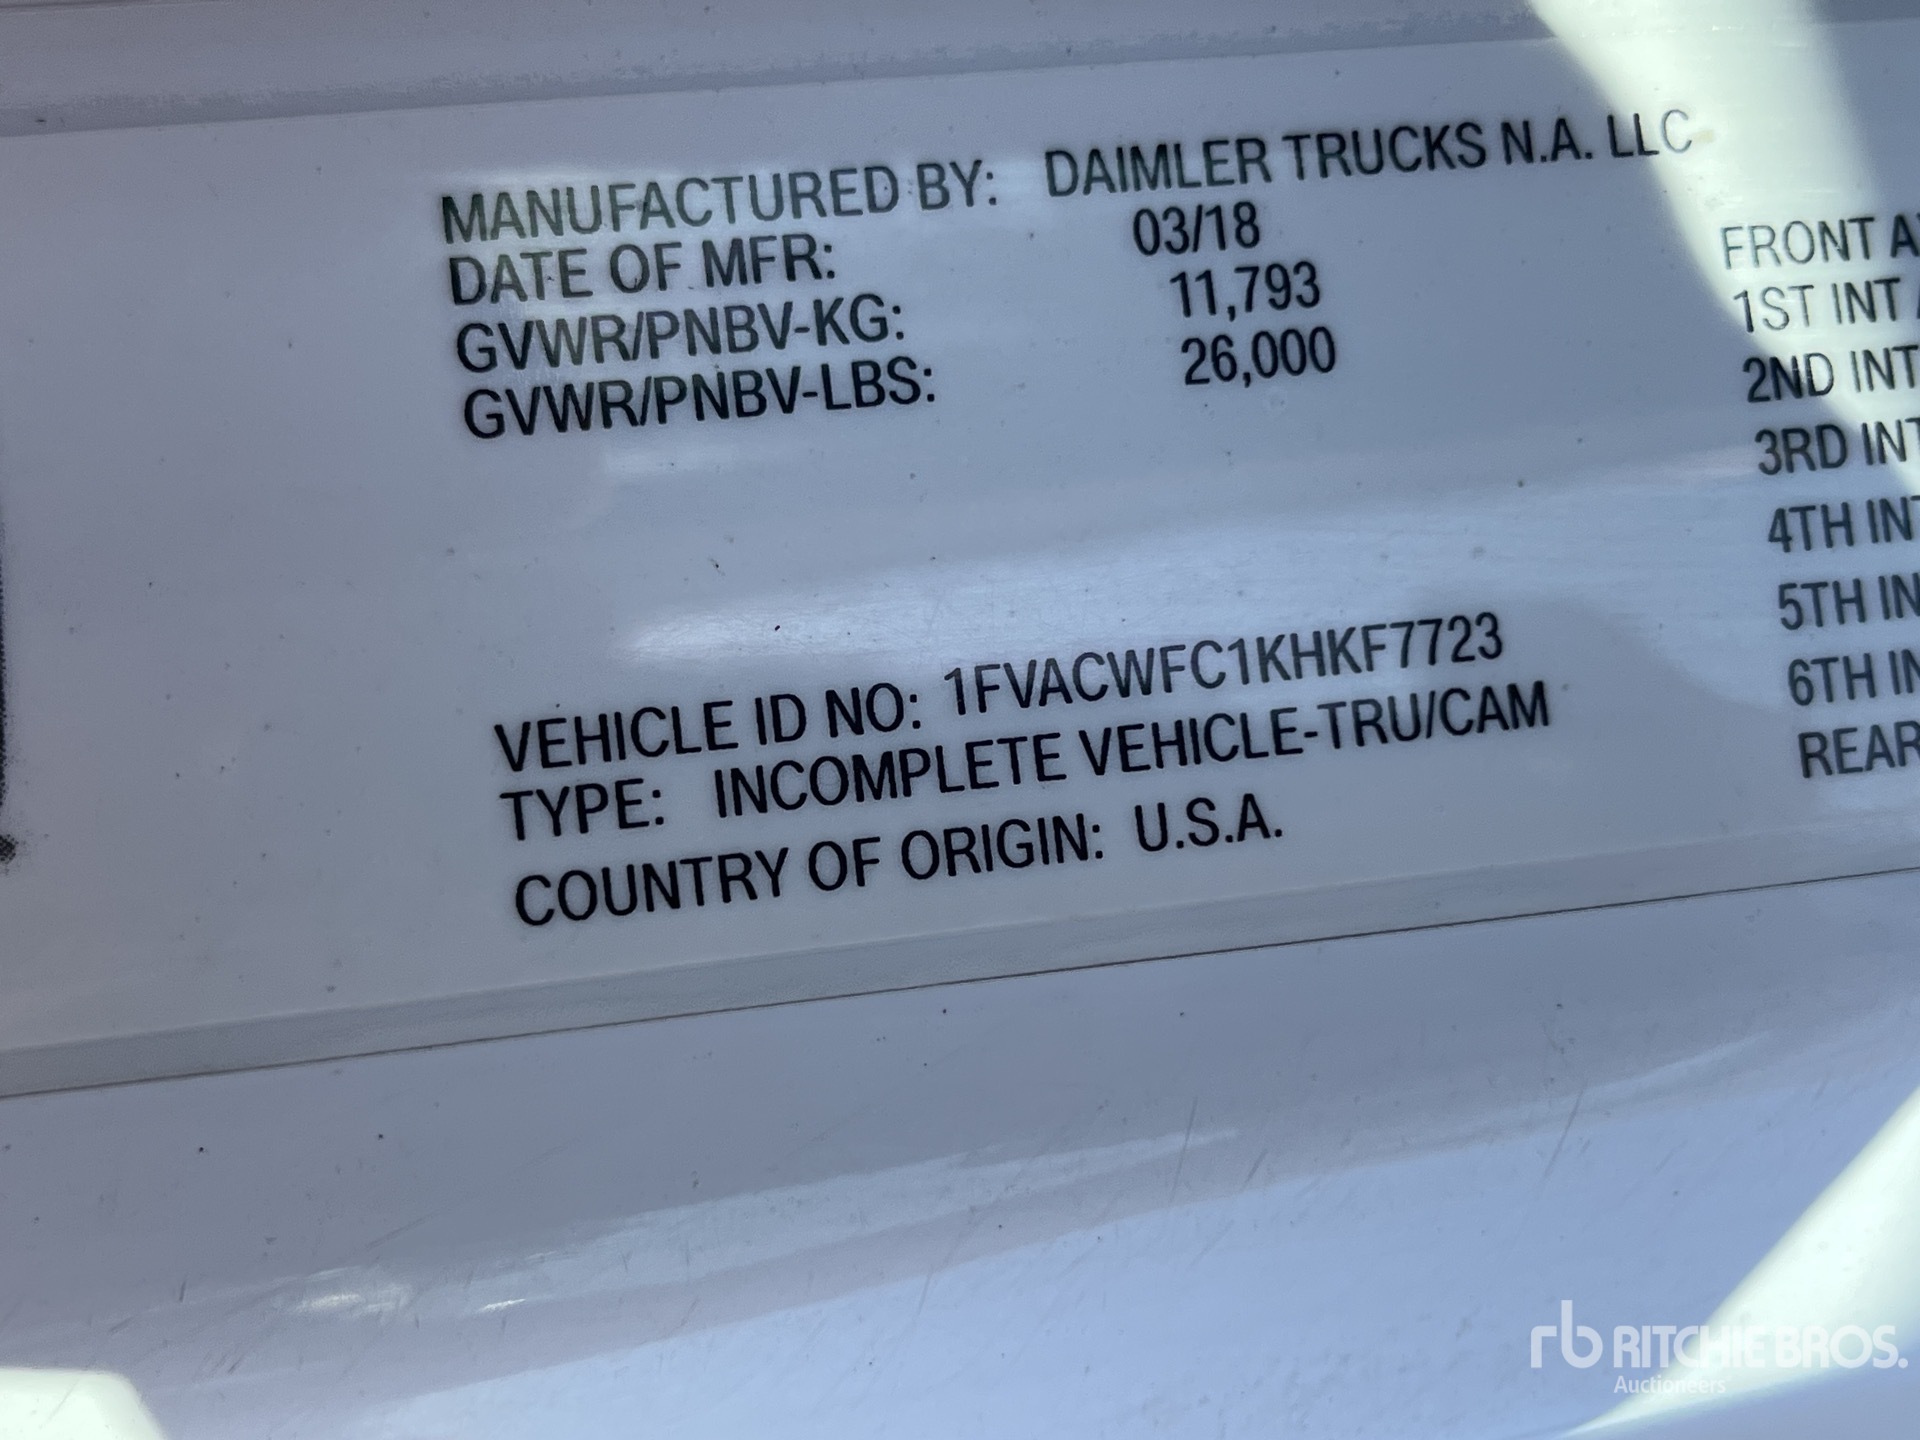 MANUFACTURED BY: DAIMLER TRUCKS N.A. LLC
DATE OF MFR: 03/18
GVWR/PNBV-KG: 11,793
GVWR/PNBV-LBS: 26,000
VEHICLE ID NO: 1FVACWFC1KHKF7723
TYPE: INCOMPLETE VEHICLE-TRU/CAM
COUNTRY OF ORIGIN: U.S.A.
FRONT A
1ST INT
2ND INT
3RD INT
4TH INT
5TH IN
6TH IN
REAR
rb RITCHIE BROS.
Auctioneers